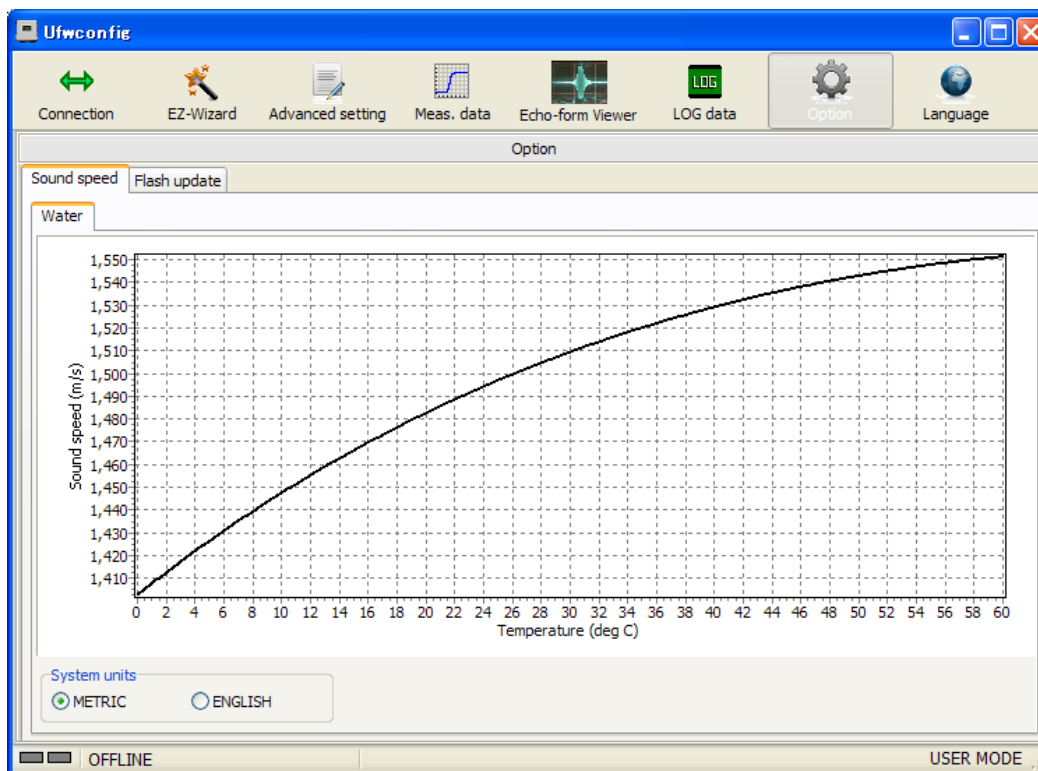 Ufwconfig
Connection EZ-Wizard Advanced setting Meas. data Echo-form Viewer LOG LOG data Option Language
Option
Sound speed Flash update
Water
1,550
1,540
1,530
1,520
1,510
1,500
1,490
1,480
1,470
1,460
1,450
1,440
1,430
1,420
1,410
Sound speed (m/s)
0 2 4 6 8 10 12 14 16 18 20 22 24 26 28 30 32 34 36 38 40 42 44 46 48 50 52 54 56 58 60
Temperature (deg C)
System units
METRIC ENGLISH
OFFLINE USER MODE